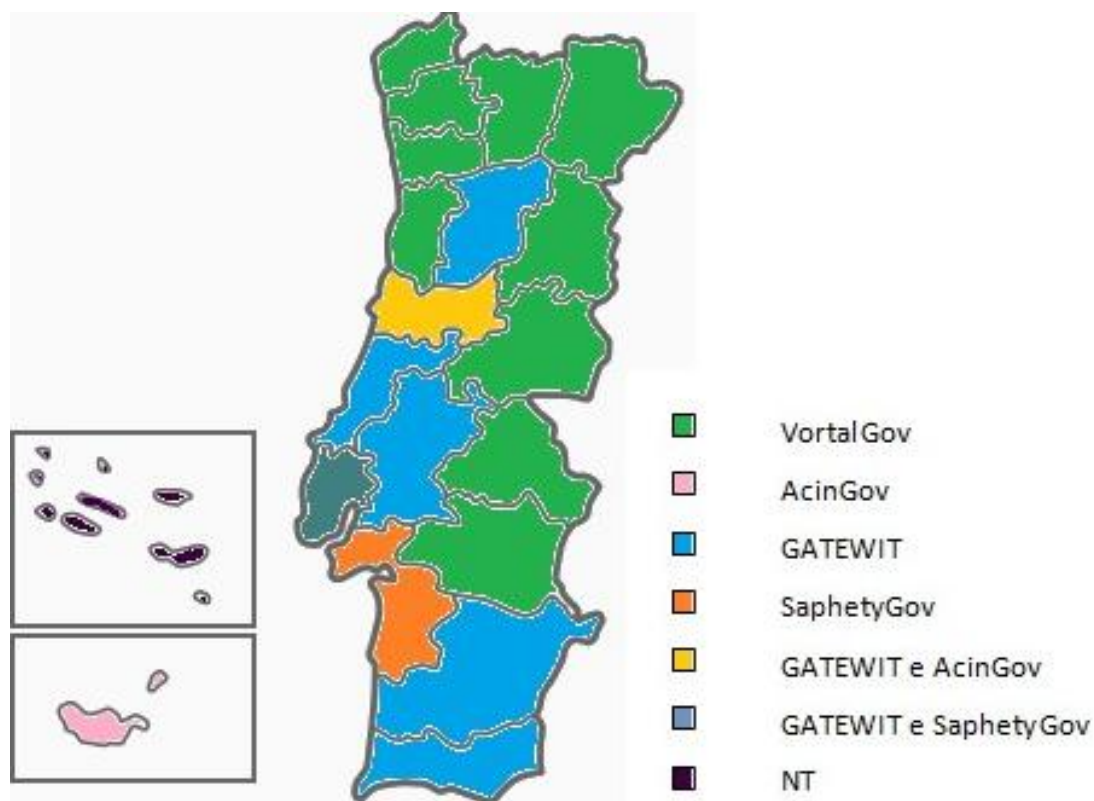 VortalGov
AcinGov
GATEWIT
SaphetyGov
GATEWIT e AcinGov
GATEWIT e SaphetyGov
NT